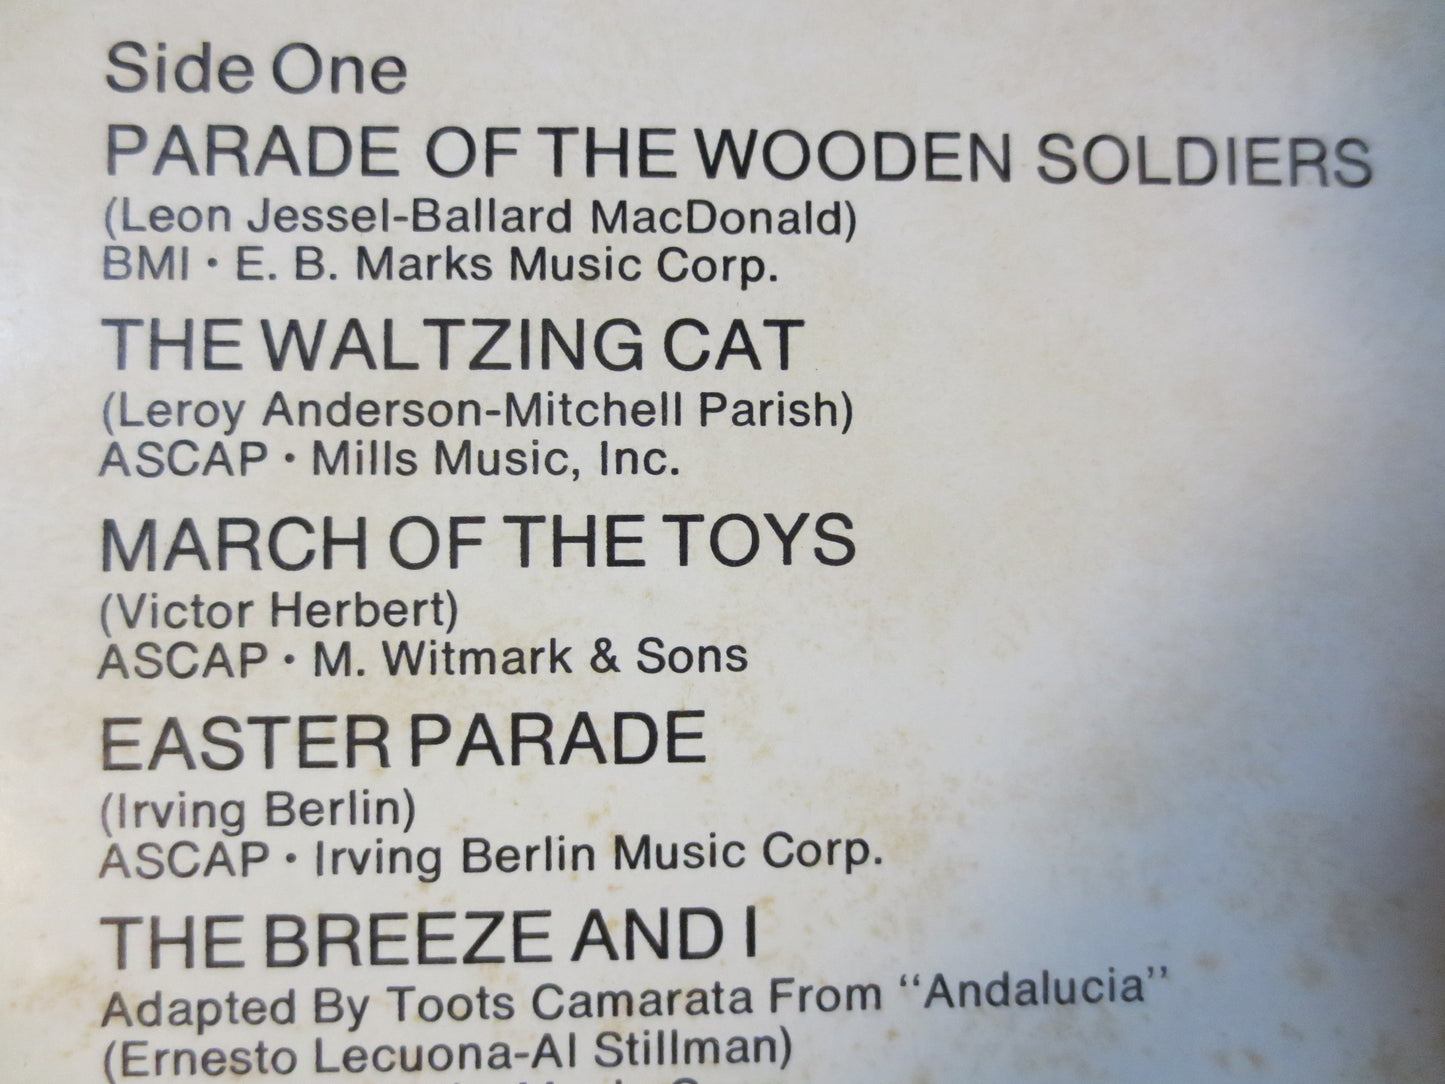 Side One
PARADE OF THE WOODEN SOLDIERS
(Leon Jessel-Ballard MacDonald)
BMI • E. B. Marks Music Corp.
THE WALTZING CAT
(Leroy Anderson-Mitchell Parish)
ASCAP • Mills Music, Inc.
MARCH OF THE TOYS
(Victor Herbert)
ASCAP • M. Witmark & Sons
EASTER PARADE
(Irving Berlin)
ASCAP • Irving Berlin Music Corp.
THE BREEZE AND I
Adapted By Toots Camarata From "Andalucia"
(Ernesto Lecuona-Al Stillman)